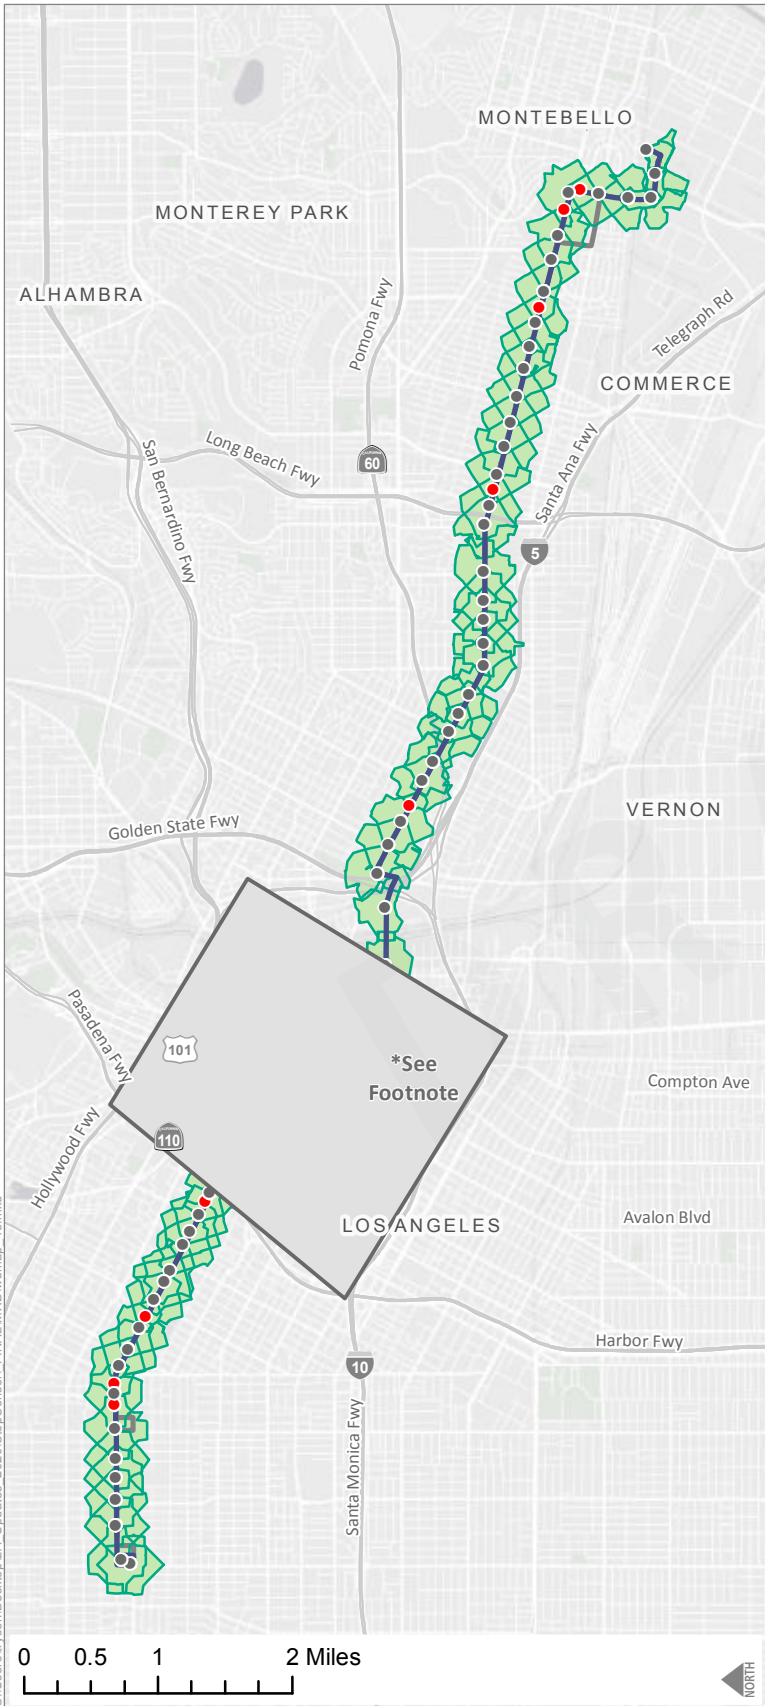 MONTEBELLO
MONTEREY PARK
ALHAMBRA
Pomona Fwy
Telegraph Rd
COMMERCE
Long Beach Fwy
San Bernardino Fwy
CALIFORNIA
60
Santa Ana Fwy
5
VERNON
Golden State Fwy
Pasadena Fwy
101
*See
Footnote
Compton Ave
CALIFORNIA
110
Hollywood Fwy
LOS ANGELES
Avalon Blvd
Harbor Fwy
10
Santa Monica Fwy
0 0.5 1 2 Miles
NORTH